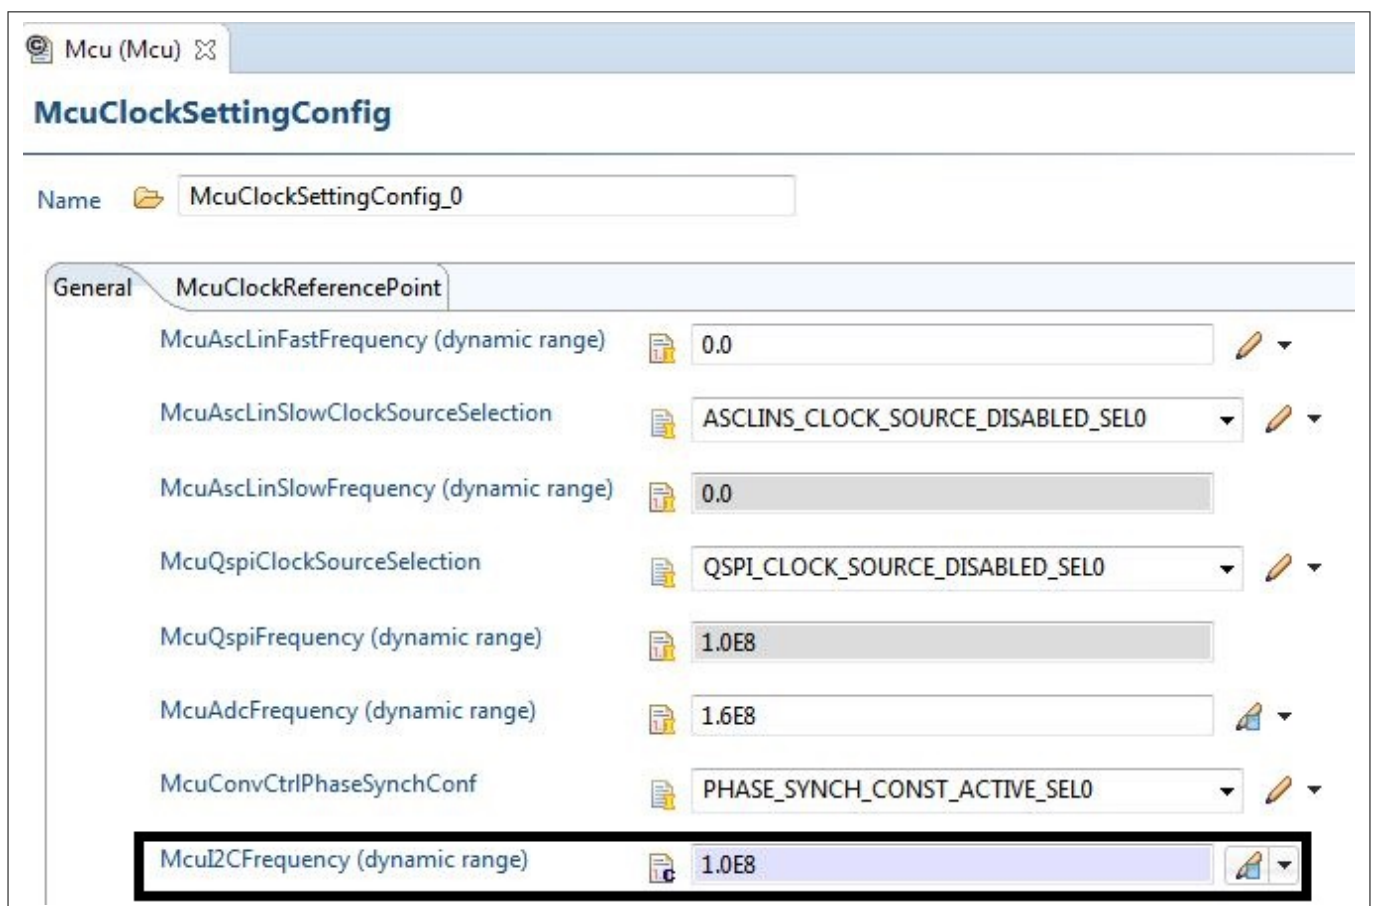 Mcu (Mcu)
McuClockSettingConfig
Name McuClockSettingConfig_0
General McuClockReferencePoint
McuAscLinFastFrequency (dynamic range) 0.0
McuAscLinSlowClockSourceSelection ASCLINS_CLOCK_SOURCE_DISABLED_SEL0
McuAscLinSlowFrequency (dynamic range) 0.0
McuQspiClockSourceSelection QSPI_CLOCK_SOURCE_DISABLED_SEL0
McuQspiFrequency (dynamic range) 1.0E8
McuAdcFrequency (dynamic range) 1.6E8
McuConvCtrlPhaseSynchConf PHASE_SYNCH_CONST_ACTIVE_SEL0
McuI2CFrequency (dynamic range) 1.0E8